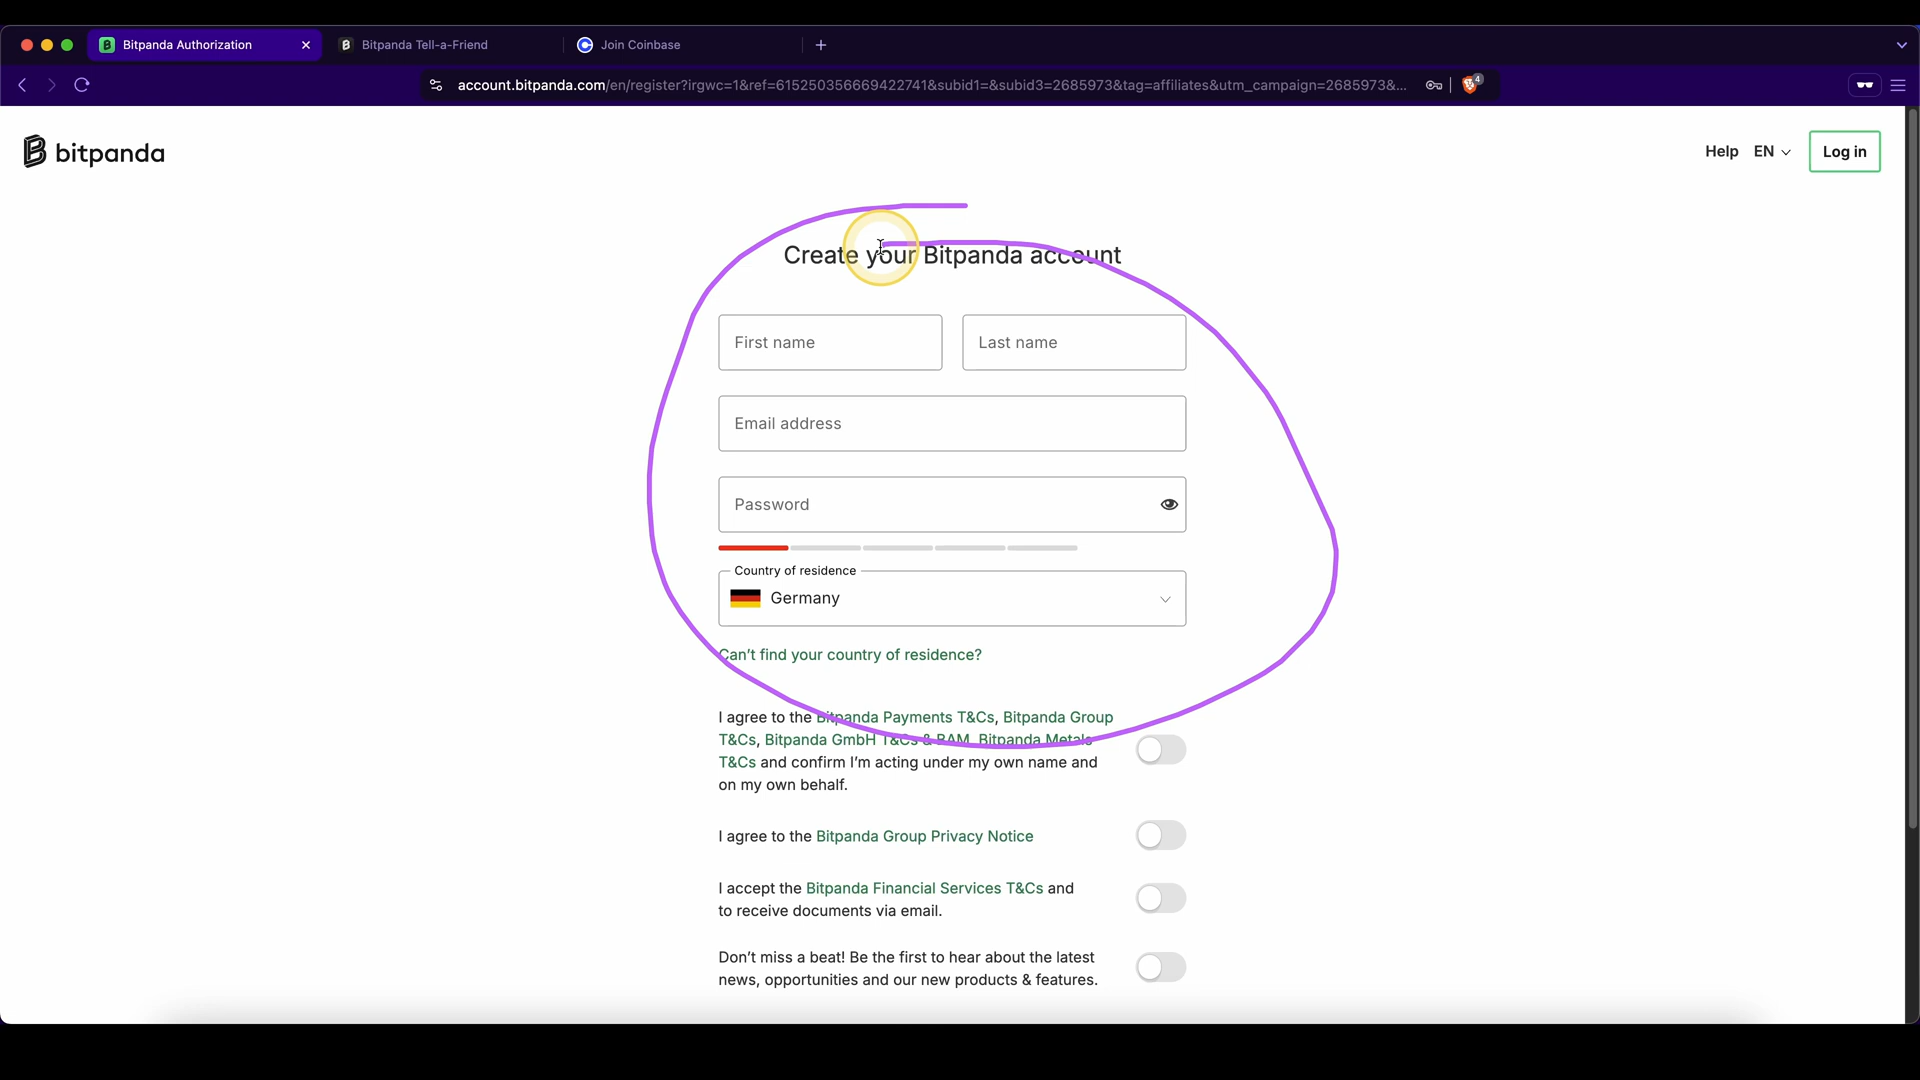 Bitpanda Authorization
Bitpanda Tell-a-Friend
Join Coinbase
account.bitpanda.com/en/register?irgwc=1&ref=615250356669422741&subid1=&subid3=2685973&tag=affiliates&utm_campaign=2685973&...
4
bitpanda
Help
EN
Log in
Create your Bitpanda account
First name
Last name
Email address
Password
Country of residence
Germany
Can't find your country of residence?
I agree to the Bitpanda Payments T&Cs, Bitpanda Group
T&Cs, Bitpanda GmbH T&Cs & BAM, Bitpanda Metals
T&Cs and confirm I'm acting under my own name and
on my own behalf.
I agree to the Bitpanda Group Privacy Notice
I accept the Bitpanda Financial Services T&Cs and
to receive documents via email.
Don't miss a beat! Be the first to hear about the latest
news, opportunities and our new products & features.